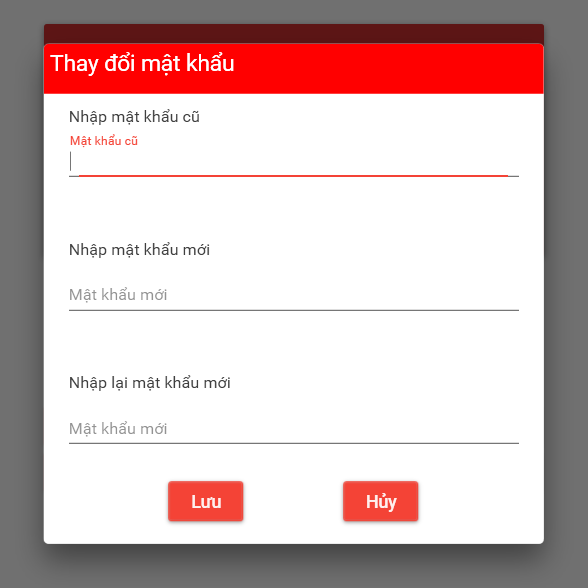 Thay đổi mật khẩu
Nhập mật khẩu cũ
Mật khẩu cũ
Nhập mật khẩu mới
Mật khẩu mới
Nhập lại mật khẩu mới
Mật khẩu mới
Lưu
Hủy